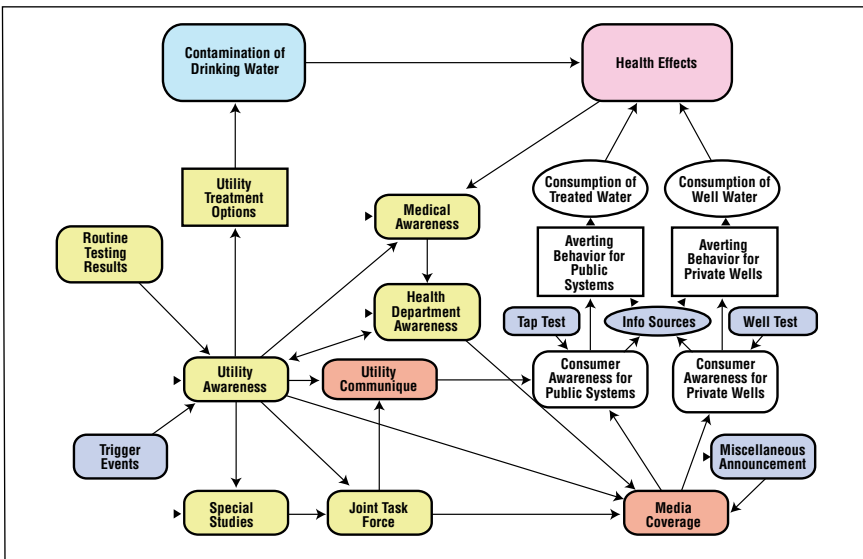 Contamination of
Drinking Water
Health Effects
Utility
Treatment
Options
Medical
Awareness
Consumption of
Treated Water
Consumption of
Well Water
Routine
Testing
Results
Averting
Behavior for
Public
Systems
Averting
Behavior for
Private Wells
Health
Department
Awareness
Tap Test
Info Sources
Well Test
Utility
Awareness
Utility
Communique
Consumer
Awareness for
Public Systems
Consumer
Awareness for
Private Wells
Trigger
Events
Miscellaneous
Announcement
Special
Studies
Joint Task
Force
Media
Coverage